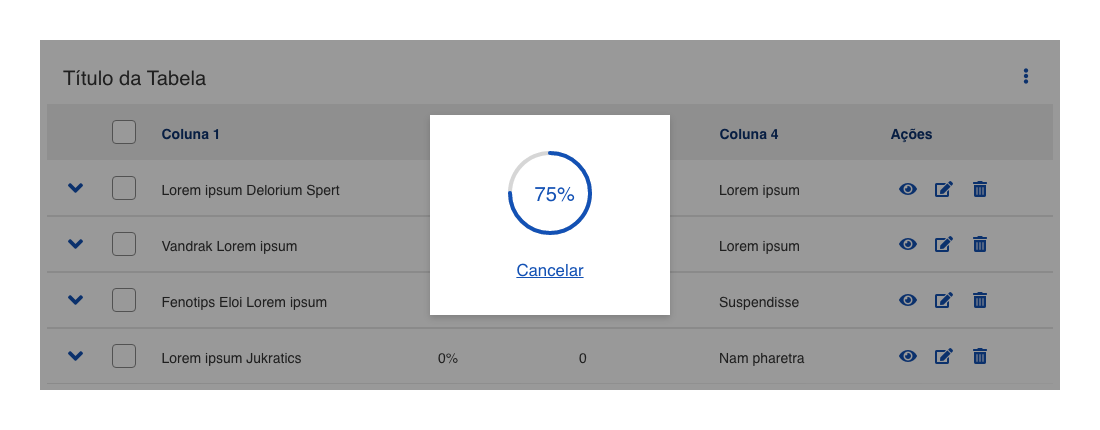 Título da Tabela
Coluna 1 Coluna 4 Ações
Lorem ipsum Delorium Spert Lorem ipsum
75%
Vandrak Lorem ipsum Lorem ipsum
Cancelar
Fenotips Eloi Lorem ipsum Suspendisse
Lorem ipsum Jukratics 0% 0 Nam pharetra